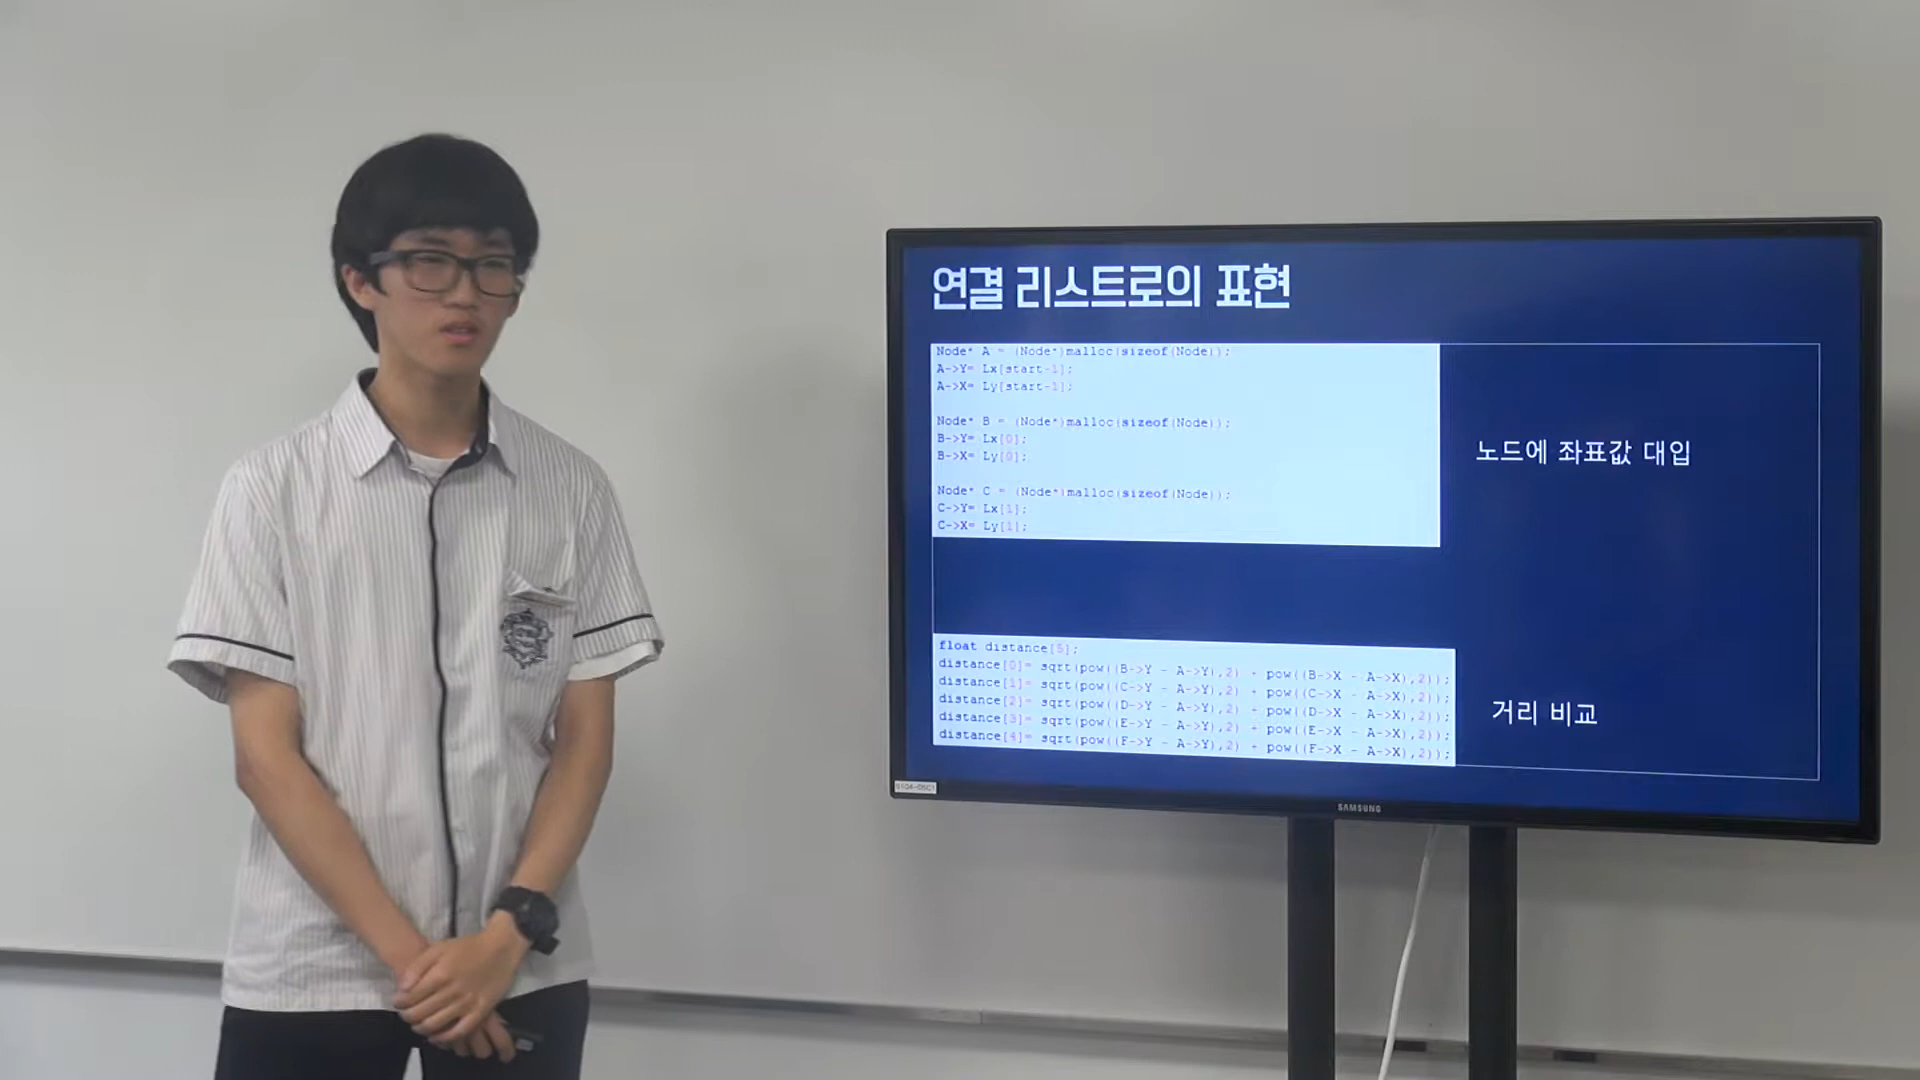 연결 리스트로의 표현
Node* A = (Node*)malloc(sizeof(Node));
A->Y= Lx[start-1];
A->X= Ly[start-1];
Node* B = (Node*)malloc(sizeof(Node));
B->Y= Lx[0];
B->X= Ly[0];
Node* C = (Node*)malloc(sizeof(Node));
C->Y= Lx[1];
C->X= Ly[1];
노드에 좌표값 대입
float distance[5];
distance[0]= sqrt(pow((B->Y - A->Y),2) + pow((B->X - A->X),2));
distance[1]= sqrt(pow((C->Y - A->Y),2) + pow((C->X - A->X),2));
distance[2]= sqrt(pow((D->Y - A->Y),2) + pow((D->X - A->X),2));
distance[3]= sqrt(pow((E->Y - A->Y),2) + pow((E->X - A->X),2));
distance[4]= sqrt(pow((F->Y - A->Y),2) + pow((F->X - A->X),2));
거리 비교
SAMSUNG